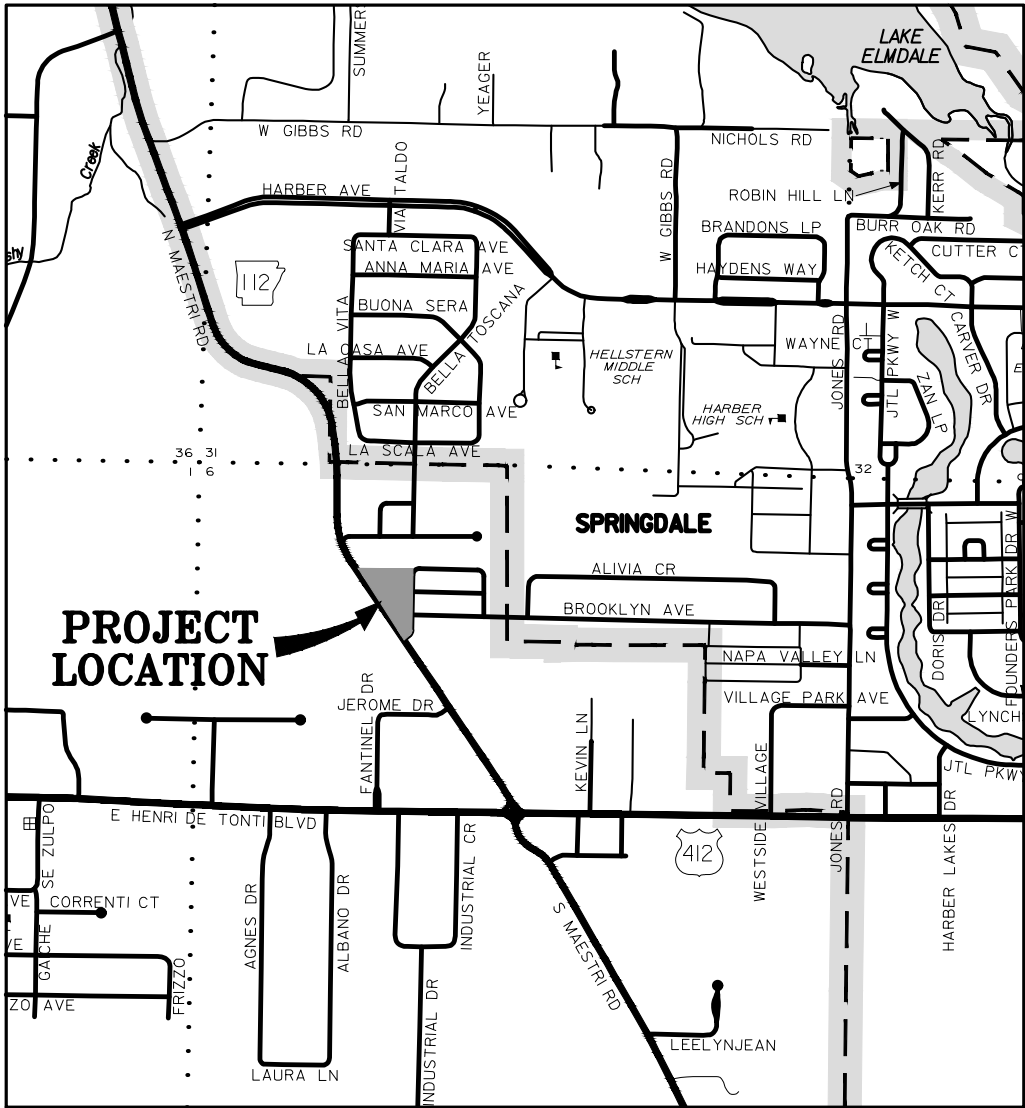 SUMMER
YEAGER
LAKE
ELMDALE
W GIBBS RD
NICHOLS RD
Creek
VIA TALDO
HARBER AVE
W GIBBS RD
ROBIN HILL LN
KERR RD
BRANDONS LP
BURR OAK RD
SANTA CLARA AVE
CUTTER CT
KETCH CT
ANNA MARIA AVE
HAYDENS WAY
shy
N MAESTRI RD
112
BUONA SERA
BELLA TOSCANA
BELLA VITA
LA CASA AVE
HELLSTERN
MIDDLE
SCH
WAYNE CT
JONES RD
JTL PKWY W
CARVER DR
ZAN LP
E
SAN MARCO AVE
HARBER
HIGH SCH
LA SCALA AVE
36 31
1 6
32
SPRINGDALE
ALIVIA CR
BROOKLYN AVE
PROJECT
LOCATION
NAPA VALLEY LN
DORIS DR
FOUNDERS PARK DR W
VILLAGE PARK AVE
LYNCH
JEROME DR
FANTINEL DR
KEVIN LN
JTL PKWY
E HENRI DE TONTI BLVD
WESTSIDE VILLAGE
JONES RD
412
HARBER LAKES DR
SE ZULPO
VE
CORRENTI CT
AGNES DR
ALBANO DR
INDUSTRIAL CR
S MAESTRI RD
VE
GAICHE
FRIZZO
ZO AVE
INDUSTRIAL DR
LEELYNJEAN
LAURA LN